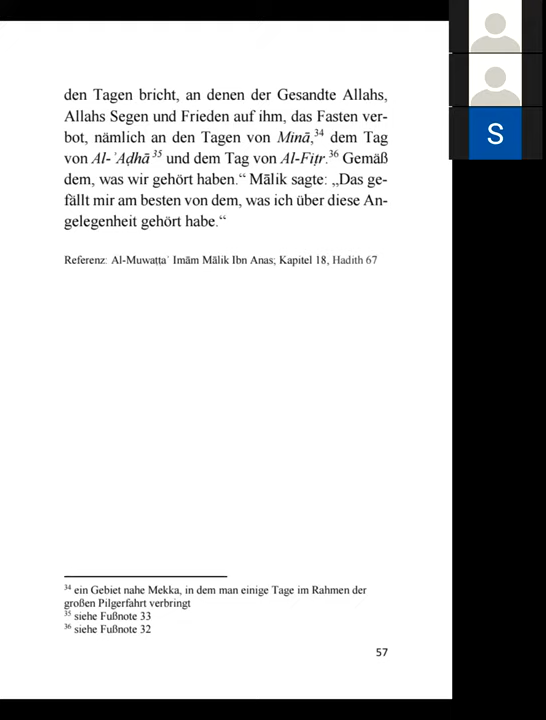 den Tagen bricht, an denen der Gesandte Allahs,
Allahs Segen und Frieden auf ihm, das Fasten ver-
bot, nämlich an den Tagen von Minā,³⁴ dem Tag
von Al-ʾAḍhā ³⁵ und dem Tag von Al-Fiṭr.³⁶ Gemäß
dem, was wir gehört haben.“ Mālik sagte: „Das ge-
fällt mir am besten von dem, was ich über diese An-
gelegenheit gehört habe.“
Referenz: Al-Muwaṭṭaʾ Imām Mālik Ibn Anas; Kapitel 18, Hadith 67
³⁴ ein Gebiet nahe Mekka, in dem man einige Tage im Rahmen der
großen Pilgerfahrt verbringt
³⁵ siehe Fußnote 33
³⁶ siehe Fußnote 32
57
S